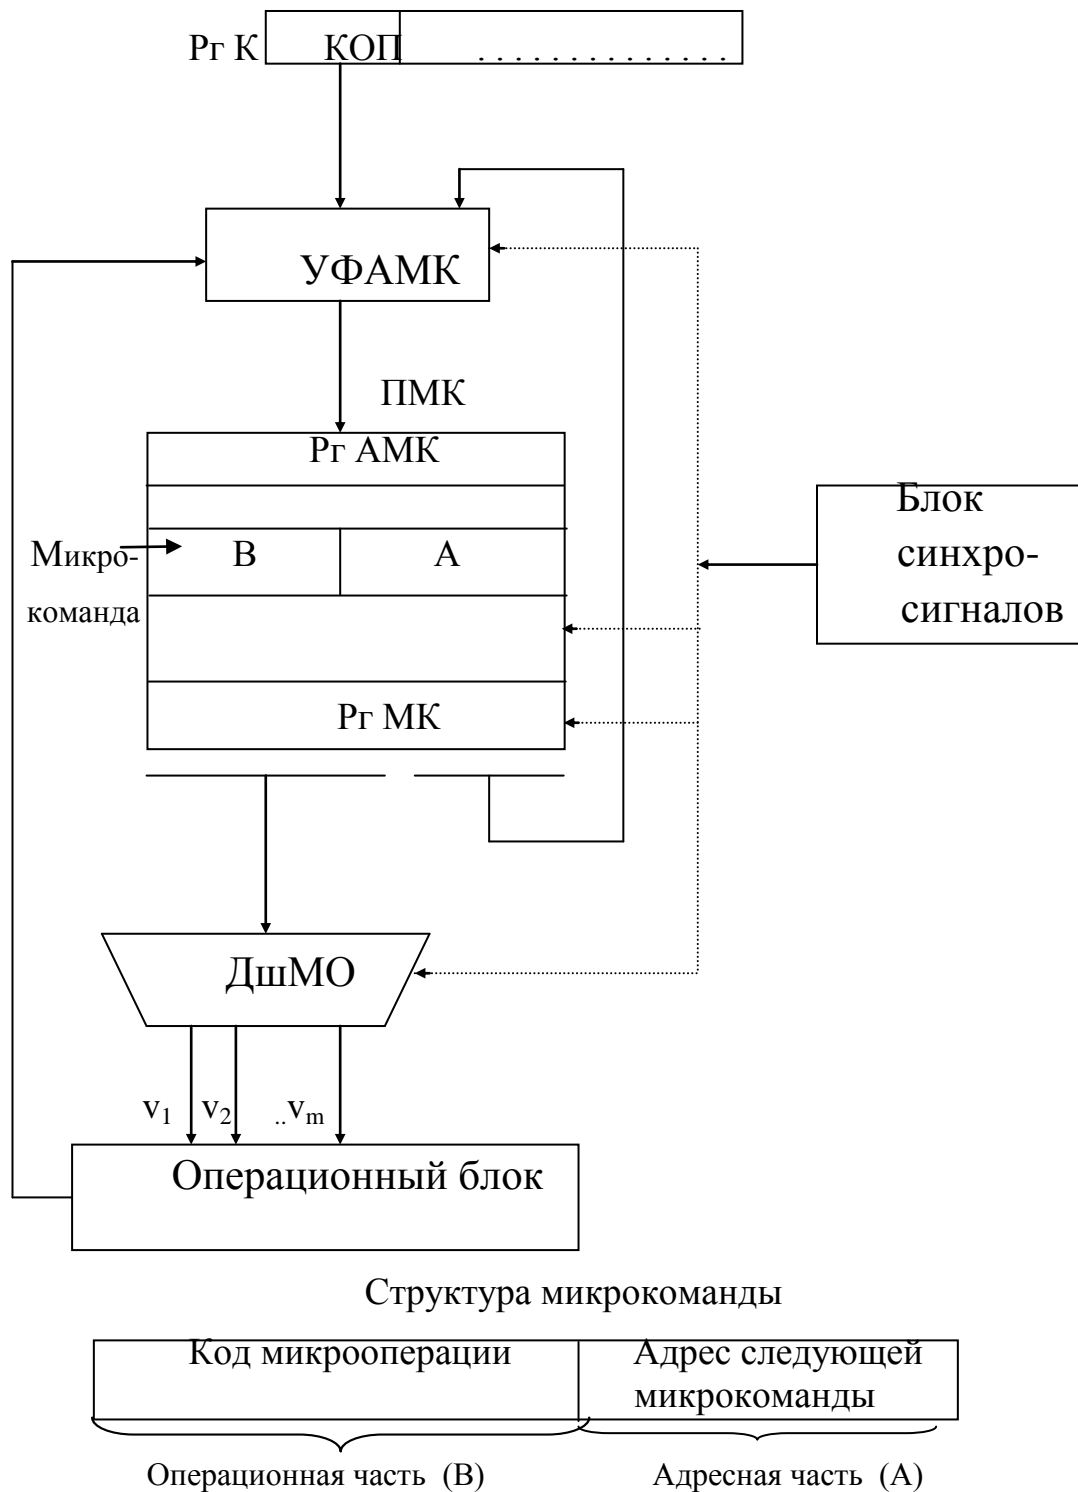 Рг К КОП . . . . . . . . . . . . . .
УФАМК
ПМК
Рг АМК
Микро-
команда
В А
Рг МК
Блок
синхро-
сигналов
ДшМО
v1 v2 ..vm
Операционный блок
Структура микрокоманды
Код микрооперации
Адрес следующей
микрокоманды
Операционная часть (В)
Адресная часть (А)